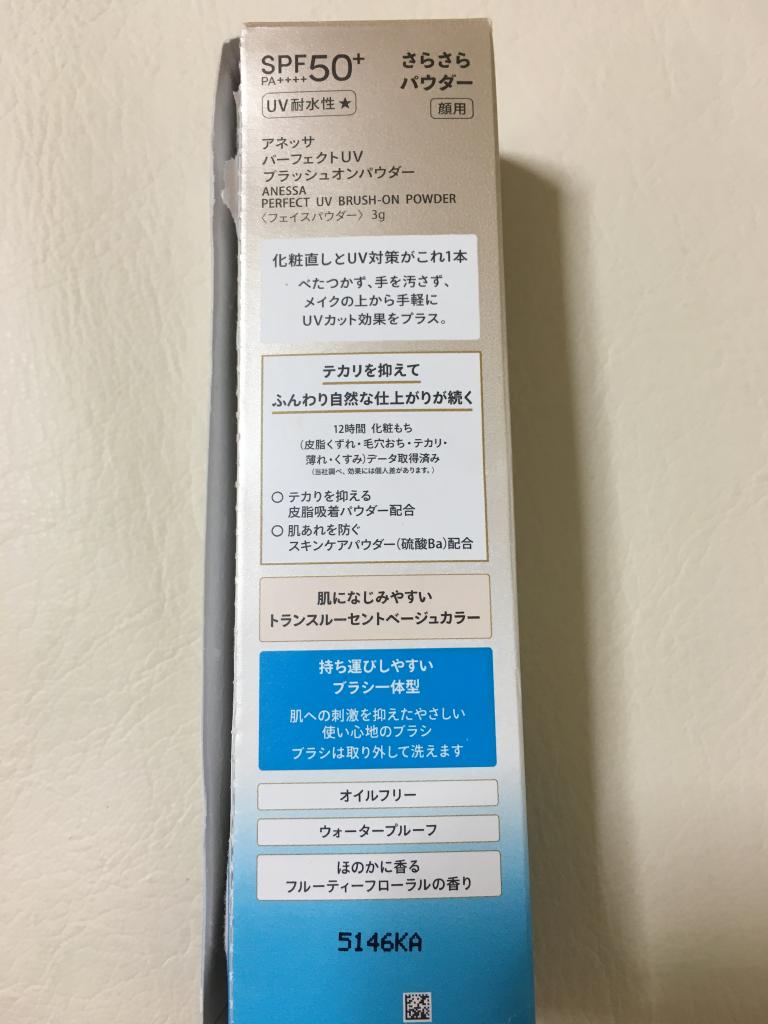 SPF50+
PA++++
さらさら
パウダー
UV耐水性★
顔用
アネッサ
パーフェクトUV
ブラッシュオンパウダー
ANESSA
PERFECT UV BRUSH-ON POWDER
〈フェイスパウダー〉 3g
化粧直しとUV対策がこれ1本
べたつかず、手を汚さず、
メイクの上から手軽に
UVカット効果をプラス。
テカリを抑えて
ふんわり自然な仕上がりが続く
12時間 化粧もち
(皮脂くずれ・毛穴おち・テカリ・
薄れ・くすみ)データ取得済み
(当社調べ、効果には個人差があります。)
○ テカリを抑える
皮脂吸着パウダー配合
○ 肌あれを防ぐ
スキンケアパウダー(硫酸Ba)配合
肌になじみやすい
トランスルーセントベージュカラー
持ち運びしやすい
ブラシ一体型
肌への刺激を抑えたやさしい
使い心地のブラシ
ブラシは取り外して洗えます
オイルフリー
ウォータープルーフ
ほのかに香る
フルーティーフローラルの香り
5146KA